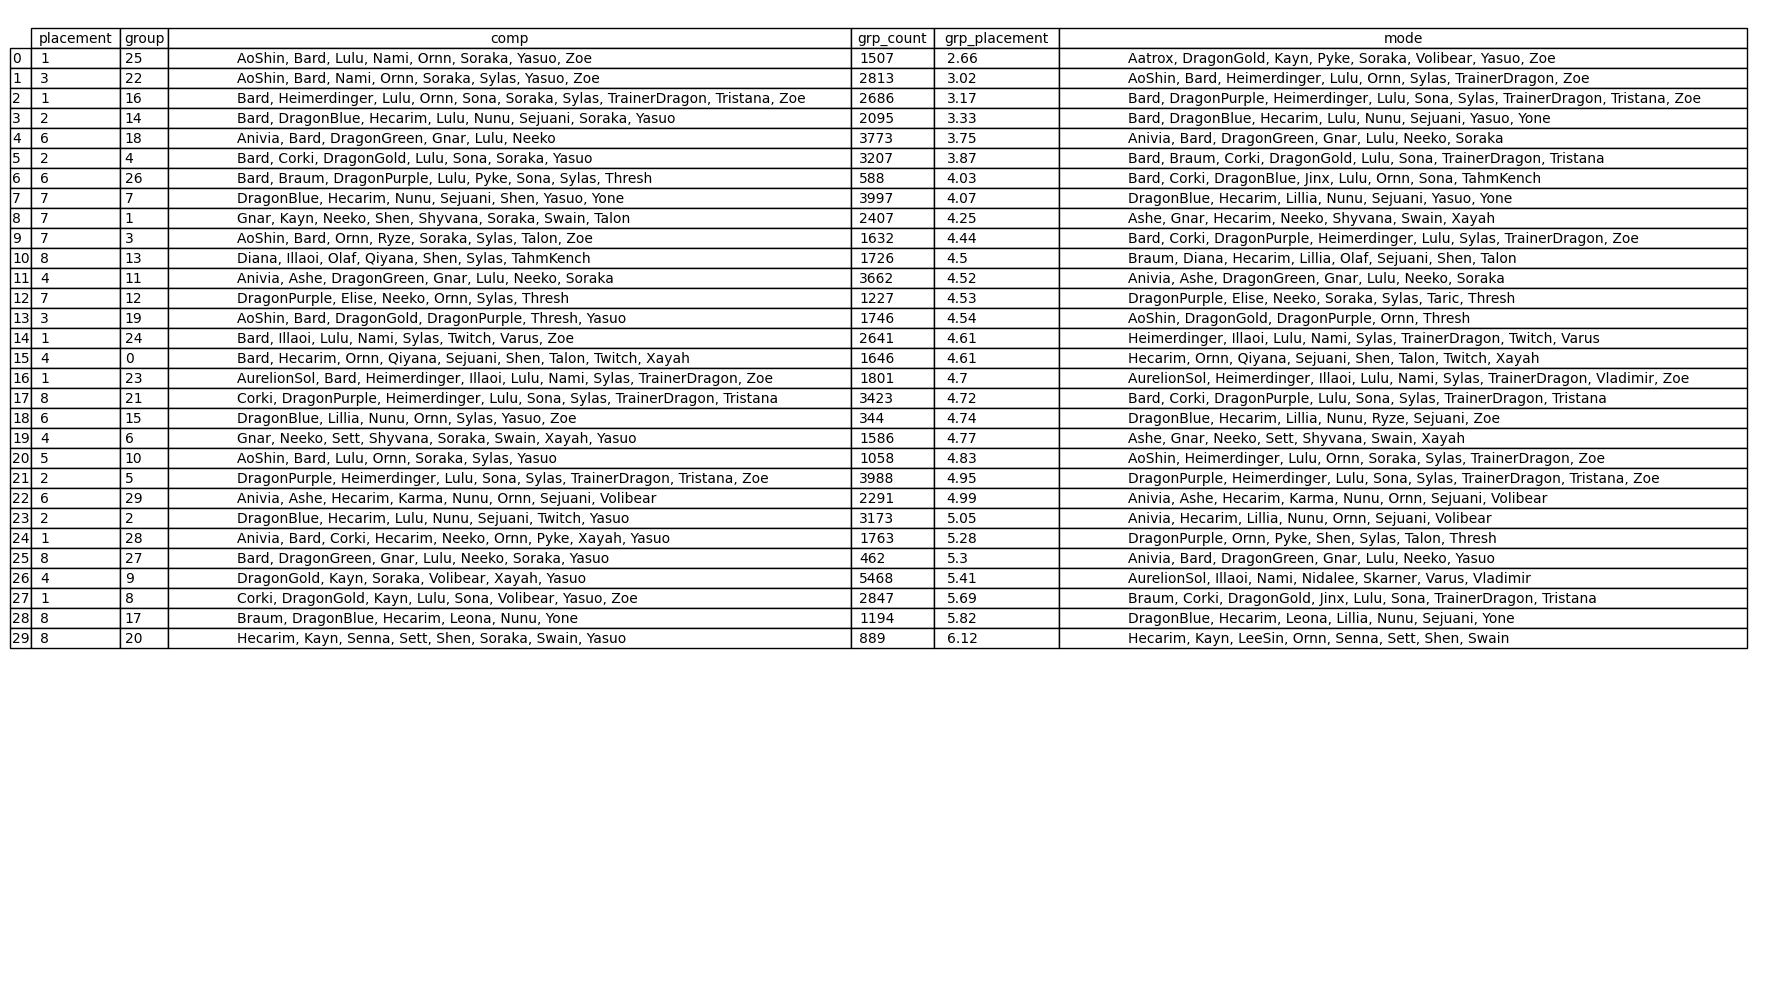 placement group comp grp_count grp_placement mode
0 1 25 AoShin, Bard, Lulu, Nami, Ornn, Soraka, Yasuo, Zoe 1507 2.66 Aatrox, DragonGold, Kayn, Pyke, Soraka, Volibear, Yasuo, Zoe
1 3 22 AoShin, Bard, Nami, Ornn, Soraka, Sylas, Yasuo, Zoe 2813 3.02 AoShin, Bard, Heimerdinger, Lulu, Ornn, Sylas, TrainerDragon, Zoe
2 1 16 Bard, Heimerdinger, Lulu, Ornn, Sona, Soraka, Sylas, TrainerDragon, Tristana, Zoe 2686 3.17 Bard, DragonPurple, Heimerdinger, Lulu, Sona, Sylas, TrainerDragon, Tristana, Zoe
3 2 14 Bard, DragonBlue, Hecarim, Lulu, Nunu, Sejuani, Soraka, Yasuo 2095 3.33 Bard, DragonBlue, Hecarim, Lulu, Nunu, Sejuani, Yasuo, Yone
4 6 18 Anivia, Bard, DragonGreen, Gnar, Lulu, Neeko 3773 3.75 Anivia, Bard, DragonGreen, Gnar, Lulu, Neeko, Soraka
5 2 4 Bard, Corki, DragonGold, Lulu, Sona, Soraka, Yasuo 3207 3.87 Bard, Braum, Corki, DragonGold, Lulu, Sona, TrainerDragon, Tristana
6 6 26 Bard, Braum, DragonPurple, Lulu, Pyke, Sona, Sylas, Thresh 588 4.03 Bard, Corki, DragonBlue, Jinx, Lulu, Ornn, Sona, TahmKench
7 7 7 DragonBlue, Hecarim, Nunu, Sejuani, Shen, Yasuo, Yone 3997 4.07 DragonBlue, Hecarim, Lillia, Nunu, Sejuani, Yasuo, Yone
8 7 1 Gnar, Kayn, Neeko, Shen, Shyvana, Soraka, Swain, Talon 2407 4.25 Ashe, Gnar, Hecarim, Neeko, Shyvana, Swain, Xayah
9 7 3 AoShin, Bard, Ornn, Ryze, Soraka, Sylas, Talon, Zoe 1632 4.44 Bard, Corki, DragonPurple, Heimerdinger, Lulu, Sylas, TrainerDragon, Zoe
10 8 13 Diana, Illaoi, Olaf, Qiyana, Shen, Sylas, TahmKench 1726 4.5 Braum, Diana, Hecarim, Lillia, Olaf, Sejuani, Shen, Talon
11 4 11 Anivia, Ashe, DragonGreen, Gnar, Lulu, Neeko, Soraka 3662 4.52 Anivia, Ashe, DragonGreen, Gnar, Lulu, Neeko, Soraka
12 7 12 DragonPurple, Elise, Neeko, Ornn, Sylas, Thresh 1227 4.53 DragonPurple, Elise, Neeko, Soraka, Sylas, Taric, Thresh
13 3 19 AoShin, Bard, DragonGold, DragonPurple, Thresh, Yasuo 1746 4.54 AoShin, DragonGold, DragonPurple, Ornn, Thresh
14 1 24 Bard, Illaoi, Lulu, Nami, Sylas, Twitch, Varus, Zoe 2641 4.61 Heimerdinger, Illaoi, Lulu, Nami, Sylas, TrainerDragon, Twitch, Varus
15 4 0 Bard, Hecarim, Ornn, Qiyana, Sejuani, Shen, Talon, Twitch, Xayah 1646 4.61 Hecarim, Ornn, Qiyana, Sejuani, Shen, Talon, Twitch, Xayah
16 1 23 AurelionSol, Bard, Heimerdinger, Illaoi, Lulu, Nami, Sylas, TrainerDragon, Zoe 1801 4.7 AurelionSol, Heimerdinger, Illaoi, Lulu, Nami, Sylas, TrainerDragon, Vladimir, Zoe
17 8 21 Corki, DragonPurple, Heimerdinger, Lulu, Sona, Sylas, TrainerDragon, Tristana 3423 4.72 Bard, Corki, DragonPurple, Lulu, Sona, Sylas, TrainerDragon, Tristana
18 6 15 DragonBlue, Lillia, Nunu, Ornn, Sylas, Yasuo, Zoe 344 4.74 DragonBlue, Hecarim, Lillia, Nunu, Ryze, Sejuani, Zoe
19 4 6 Gnar, Neeko, Sett, Shyvana, Soraka, Swain, Xayah, Yasuo 1586 4.77 Ashe, Gnar, Neeko, Sett, Shyvana, Swain, Xayah
20 5 10 AoShin, Bard, Lulu, Ornn, Soraka, Sylas, Yasuo 1058 4.83 AoShin, Heimerdinger, Lulu, Ornn, Soraka, Sylas, TrainerDragon, Zoe
21 2 5 DragonPurple, Heimerdinger, Lulu, Sona, Sylas, TrainerDragon, Tristana, Zoe 3988 4.95 DragonPurple, Heimerdinger, Lulu, Sona, Sylas, TrainerDragon, Tristana, Zoe
22 6 29 Anivia, Ashe, Hecarim, Karma, Nunu, Ornn, Sejuani, Volibear 2291 4.99 Anivia, Ashe, Hecarim, Karma, Nunu, Ornn, Sejuani, Volibear
23 2 2 DragonBlue, Hecarim, Lulu, Nunu, Sejuani, Twitch, Yasuo 3173 5.05 Anivia, Hecarim, Lillia, Nunu, Ornn, Sejuani, Volibear
24 1 28 Anivia, Bard, Corki, Hecarim, Neeko, Ornn, Pyke, Xayah, Yasuo 1763 5.28 DragonPurple, Ornn, Pyke, Shen, Sylas, Talon, Thresh
25 8 27 Bard, DragonGreen, Gnar, Lulu, Neeko, Soraka, Yasuo 462 5.3 Anivia, Bard, DragonGreen, Gnar, Lulu, Neeko, Yasuo
26 4 9 DragonGold, Kayn, Soraka, Volibear, Xayah, Yasuo 5468 5.41 AurelionSol, Illaoi, Nami, Nidalee, Skarner, Varus, Vladimir
27 1 8 Corki, DragonGold, Kayn, Lulu, Sona, Volibear, Yasuo, Zoe 2847 5.69 Braum, Corki, DragonGold, Jinx, Lulu, Sona, TrainerDragon, Tristana
28 8 17 Braum, DragonBlue, Hecarim, Leona, Nunu, Yone 1194 5.82 DragonBlue, Hecarim, Leona, Lillia, Nunu, Sejuani, Yone
29 8 20 Hecarim, Kayn, Senna, Sett, Shen, Soraka, Swain, Yasuo 889 6.12 Hecarim, Kayn, LeeSin, Ornn, Senna, Sett, Shen, Swain